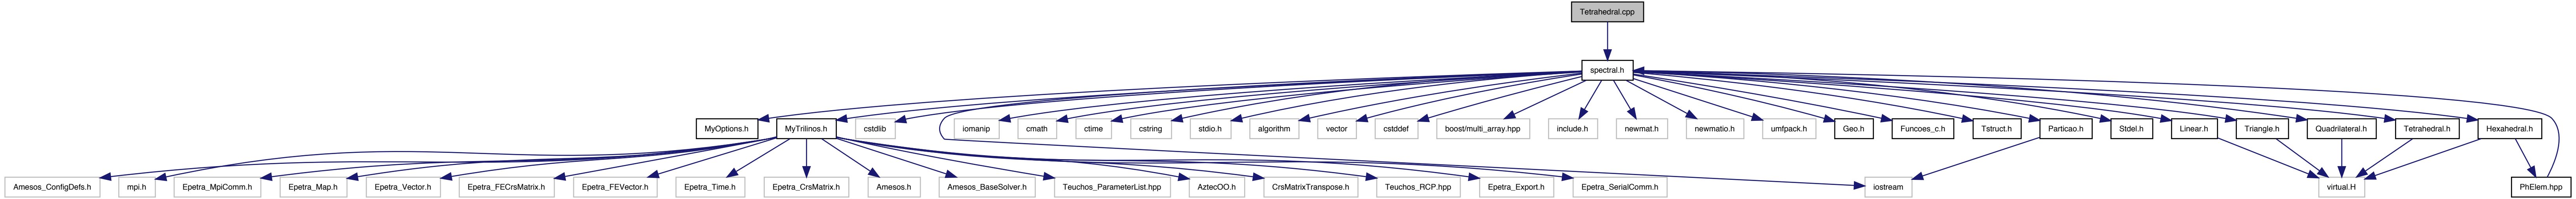 Tetrahedral.cpp
spectral.h
MyOptions.h
MyTrilinos.h
cstdlib
iomanip
cmath
ctime
cstring
stdio.h
algorithm
vector
cstddef
boost/multi_array.hpp
include.h
newmat.h
newmatio.h
umfpack.h
Geo.h
Funcoes_c.h
Tstruct.h
Particao.h
Stdel.h
Linear.h
Triangle.h
Quadrilateral.h
Tetrahedral.h
Hexahedral.h
Amesos_ConfigDefs.h
mpi.h
Epetra_MpiComm.h
Epetra_Map.h
Epetra_Vector.h
Epetra_FECrsMatrix.h
Epetra_FEVector.h
Epetra_Time.h
Epetra_CrsMatrix.h
Amesos.h
Amesos_BaseSolver.h
Teuchos_ParameterList.hpp
AztecOO.h
CrsMatrixTranspose.h
Teuchos_RCP.hpp
Epetra_Export.h
Epetra_SerialComm.h
iostream
virtual.H
PhElem.hpp